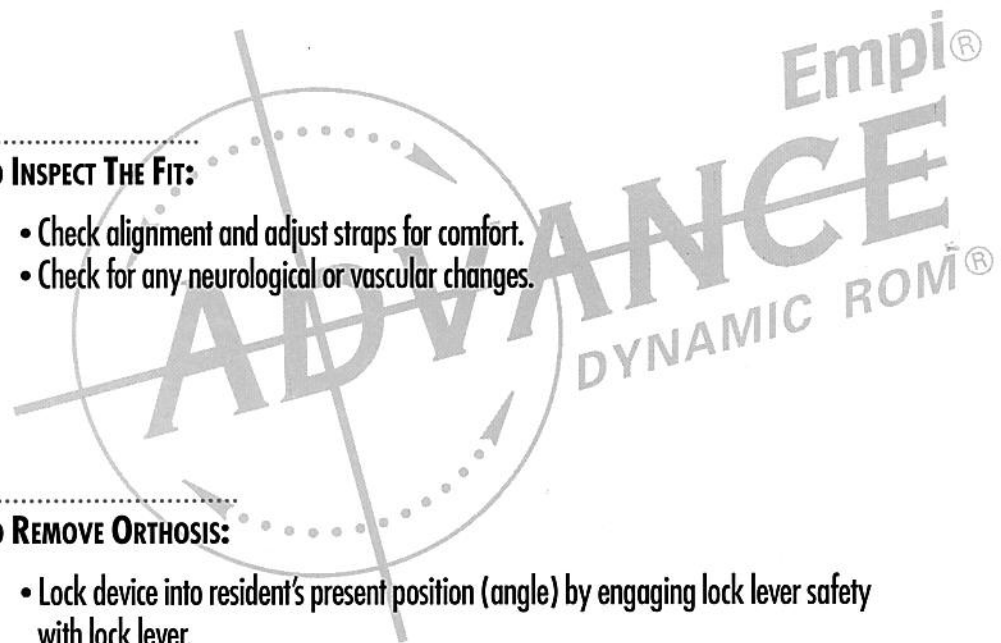 Empi®
ADVANCE
DYNAMIC ROM®
INSPECT THE FIT:
• Check alignment and adjust straps for comfort.
• Check for any neurological or vascular changes.
REMOVE ORTHOSIS:
• Lock device into resident's present position (angle) by engaging lock lever safety
with lock lever